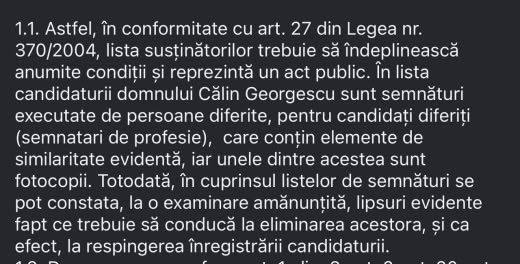 1.1. Astfel, în conformitate cu art. 27 din Legea nr.
370/2004, lista susținătorilor trebuie să îndeplinească
anumite condiții și reprezintă un act public. În lista
candidaturii domnului Călin Georgescu sunt semnături
executate de persoane diferite, pentru candidați diferiți
(semnatari de profesie), care conțin elemente de
similaritate evidentă, iar unele dintre acestea sunt
fotocopii. Totodată, în cuprinsul listelor de semnături se
pot constata, la o examinare amănunțită, lipsuri evidente
fapt ce trebuie să conducă la eliminarea acestora, și ca
efect, la respingerea înregistrării candidaturii.